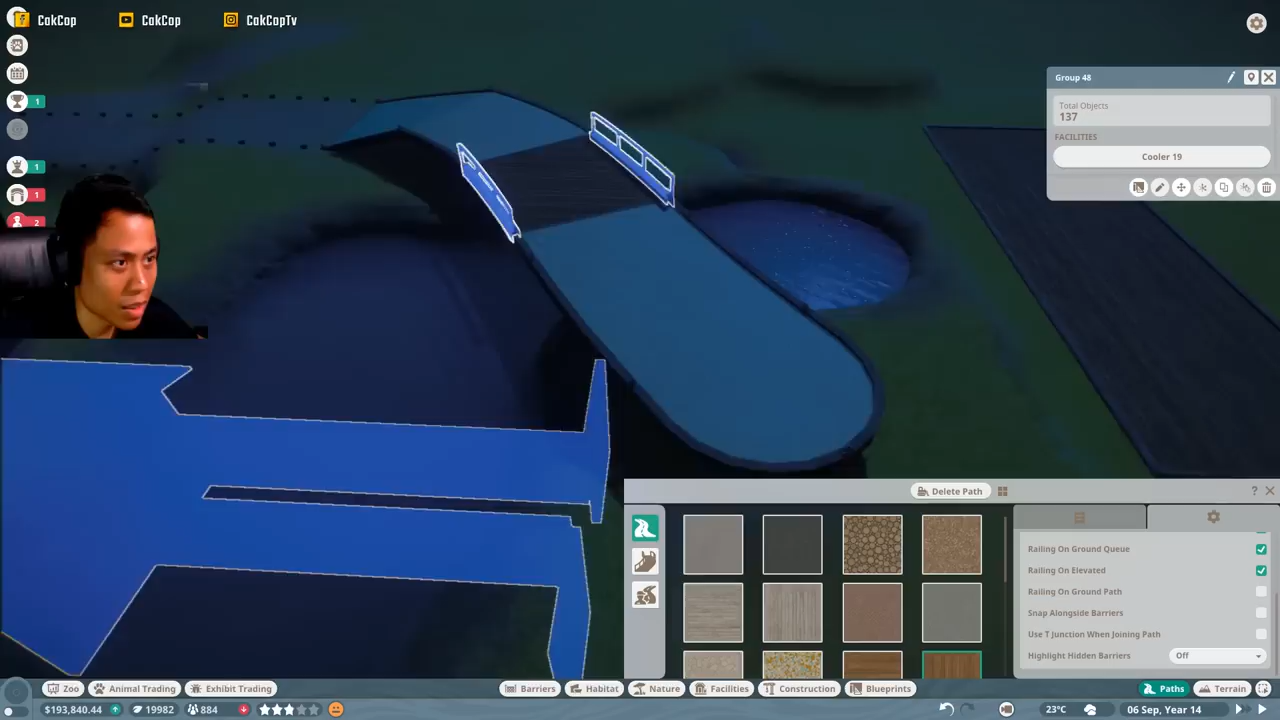 CakCop
CakCop
CakCopTv
1
1
1
2
Group 48
Total Objects
137
FACILITIES
Cooler 19
Delete Path
?
Railing On Ground Queue
Railing On Elevated
Railing On Ground Path
Snap Alongside Barriers
Use T Junction When Joining Path
Highlight Hidden Barriers
Off
Zoo
Animal Trading
Exhibit Trading
Barriers
Habitat
Nature
Facilities
Construction
Blueprints
Paths
Terrain
$193,840.44
19982
884
23°C
06 Sep, Year 14